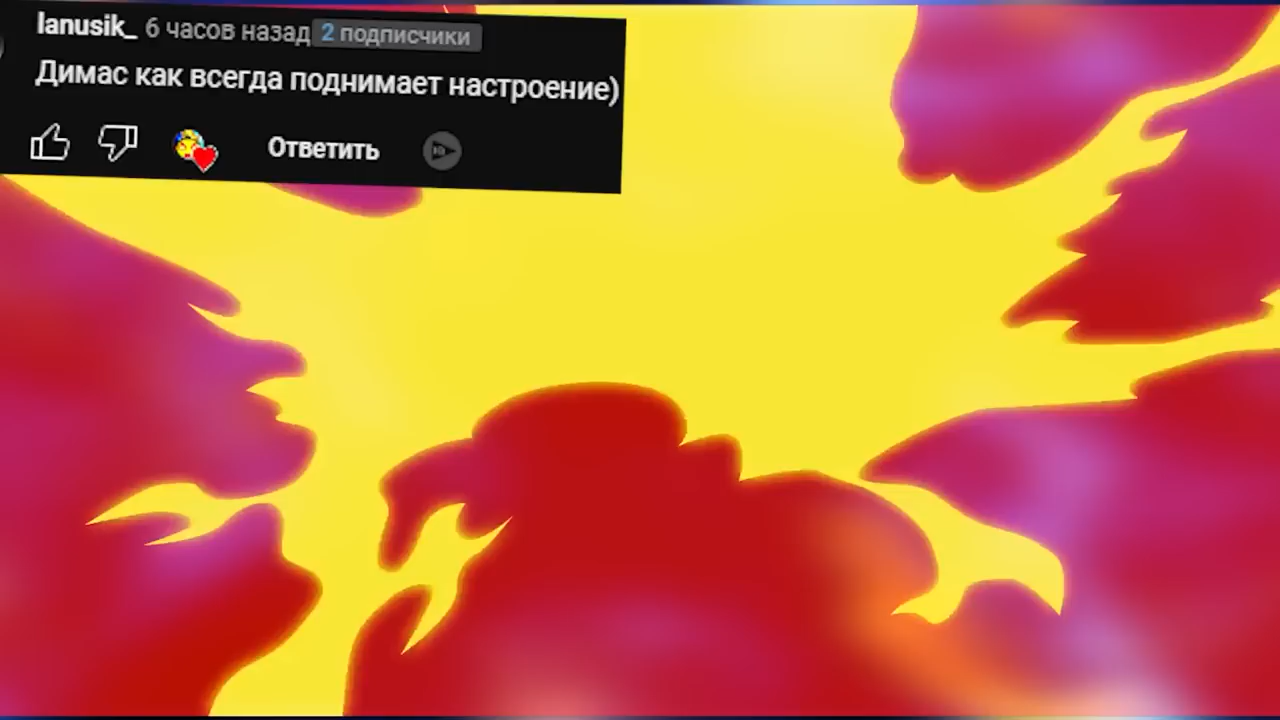 lanusik_ 6 часов назад 2 подписчики
Димас как всегда поднимает настроение)
Ответить